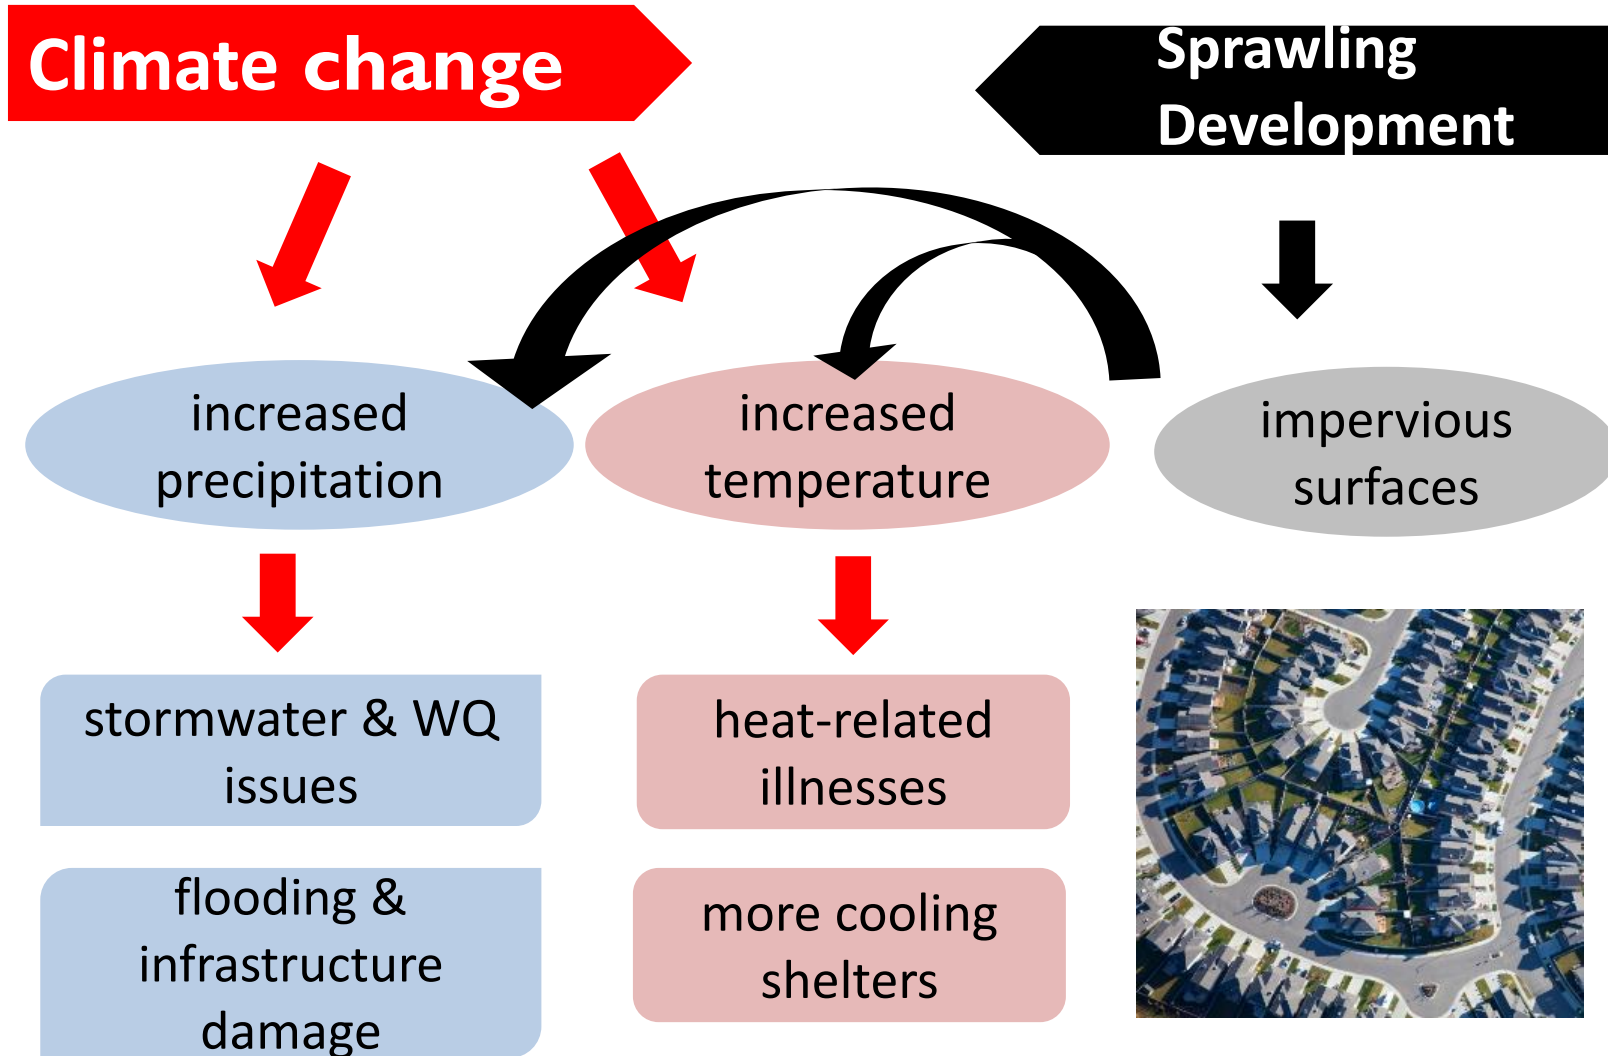 Climate change
Sprawling
Development
increased
precipitation
increased
temperature
impervious
surfaces
stormwater & WQ
issues
heat-related
illnesses
flooding &
infrastructure
damage
more cooling
shelters